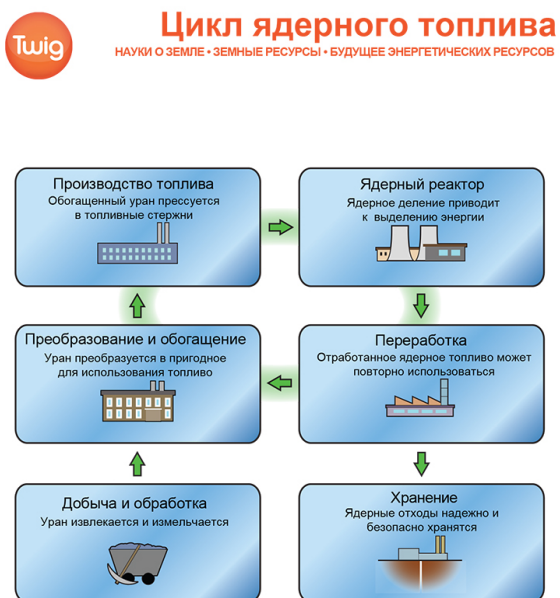 Twig
Цикл ядерного топлива
НАУКИ О ЗЕМЛЕ • ЗЕМНЫЕ РЕСУРСЫ • БУДУЩЕЕ ЭНЕРГЕТИЧЕСКИХ РЕСУРСОВ
Производство топлива
Обогащенный уран прессуется
в топливные стержни
Ядерный реактор
Ядерное деление приводит
к выделению энергии
Преобразование и обогащение
Уран преобразуется в пригодное
для использования топливо
Переработка
Отработанное ядерное топливо может
повторно использоваться
Добыча и обработка
Уран извлекается и измельчается
Хранение
Ядерные отходы надежно и
безопасно хранятся